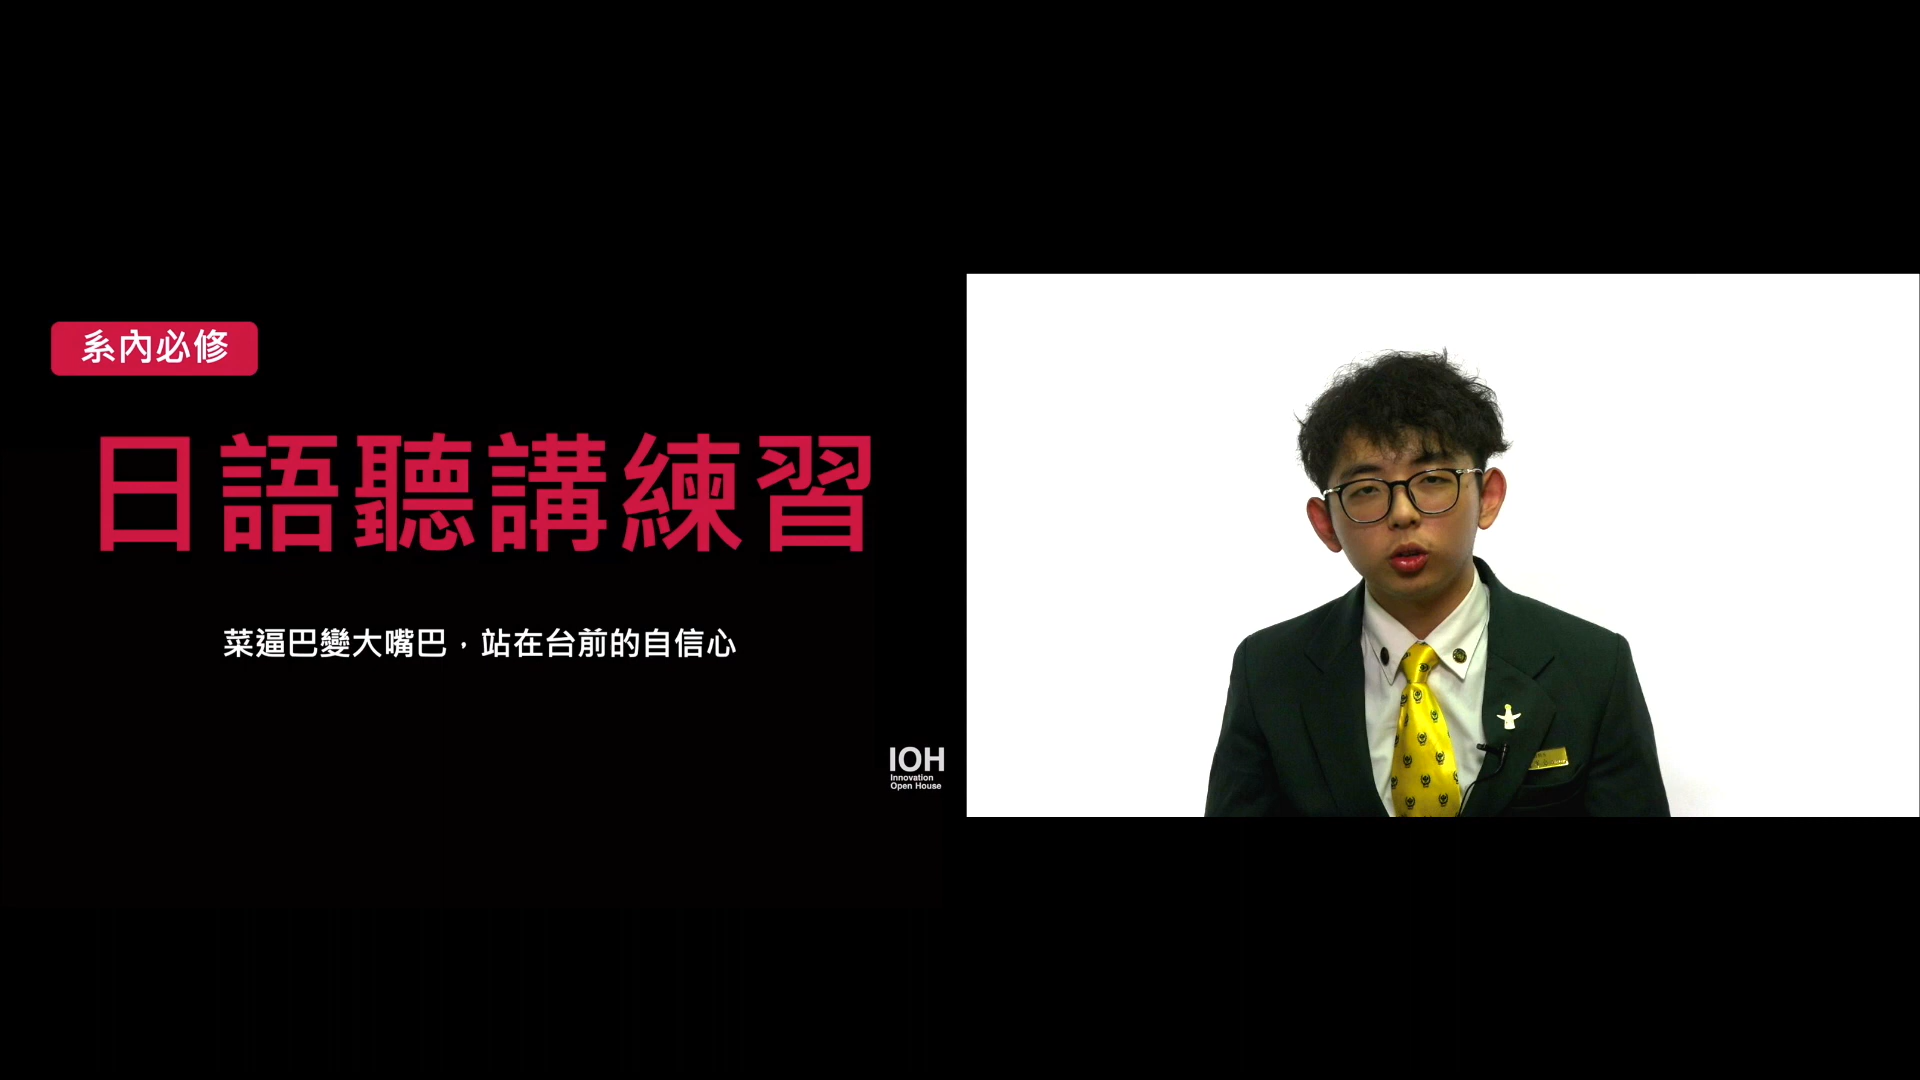 系內必修
日語聽講練習
菜逼巴變大嘴巴，站在台前的自信心
IOH
Innovation
Open House